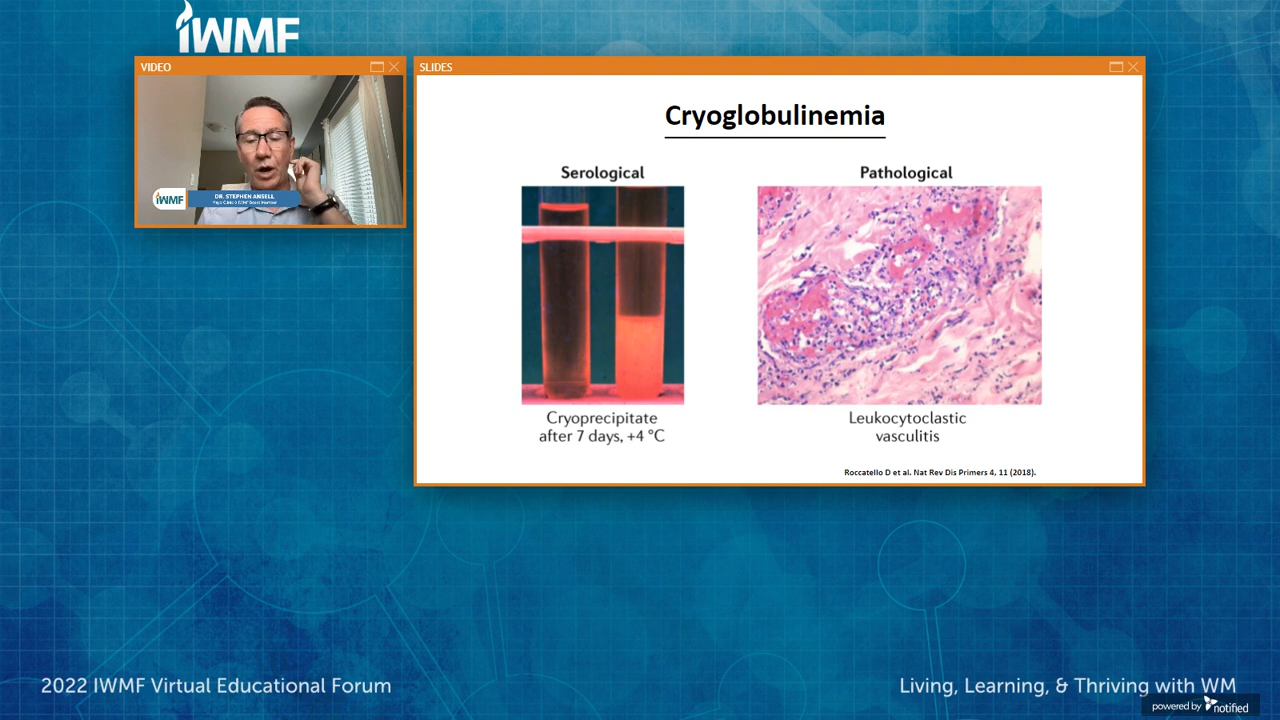 iWMF
VIDEO
SLIDES
iWMF
DR. STEPHEN ANSELL
Cryoglobulinemia
Serological
Pathological
Cryoprecipitate
after 7 days, +4 °C
Leukocytoclastic
vasculitis
Roccatello D et al. Nat Rev Dis Primers 4, 11 (2018).
2022 IWMF Virtual Educational Forum
Living, Learning, & Thriving with WM
powered by notified